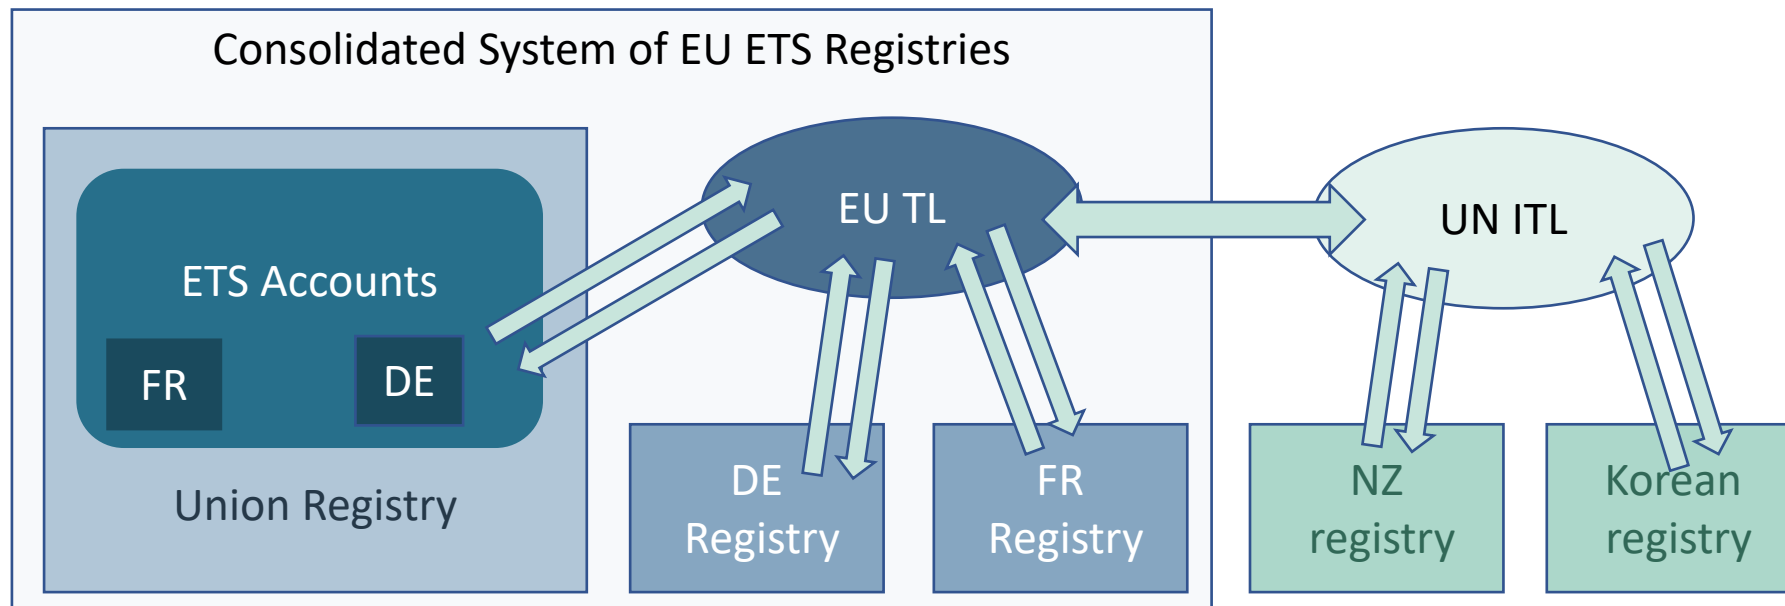 Consolidated System of EU ETS Registries
EU TL
UN ITL
ETS Accounts
FR
DE
Union Registry
DE
Registry
FR
Registry
NZ
registry
Korean
registry